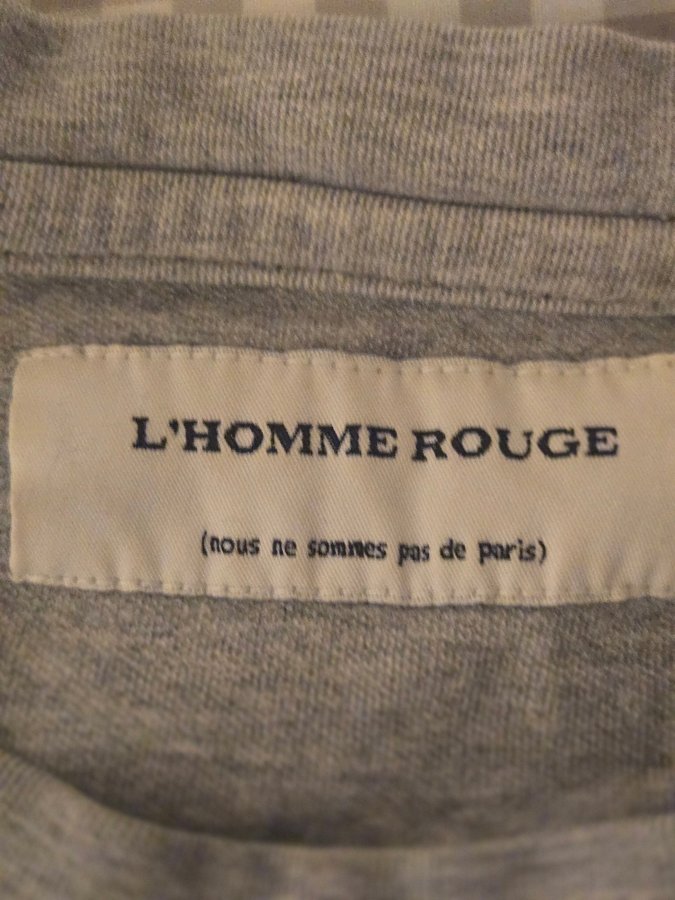 L'HOMME ROUGE
(nous ne sommes pas de paris)